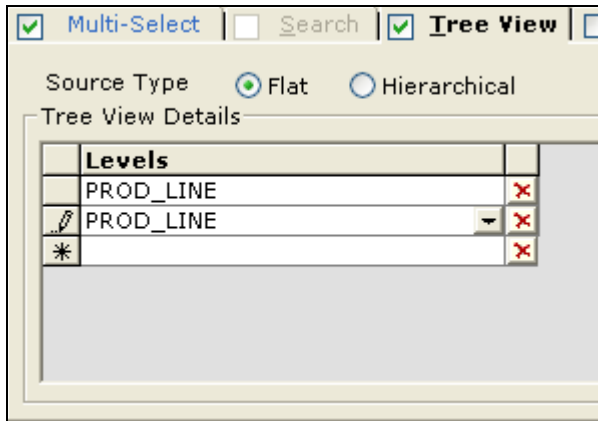 Multi-Select Search Tree View
Source Type Flat Hierarchical
Tree View Details
Levels
PROD_LINE
PROD_LINE